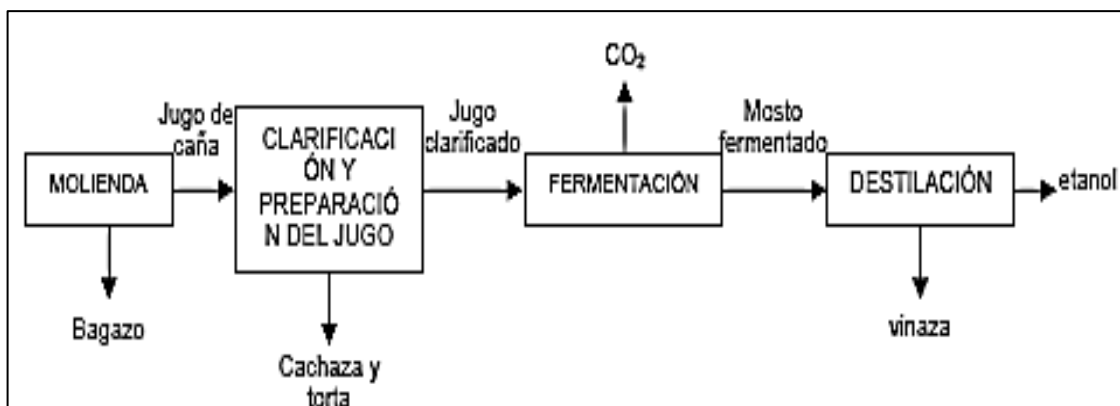 CO₂
Jugo de
caña
Jugo
clarificado
Mosto
fermentado
MOLIENDA
CLARIFICACI
ÓN Y
PREPARACIÓ
N DEL JUGO
FERMENTACIÓN
DESTILACIÓN
etanol
Bagazo
Cachaza y
torta
vinaza